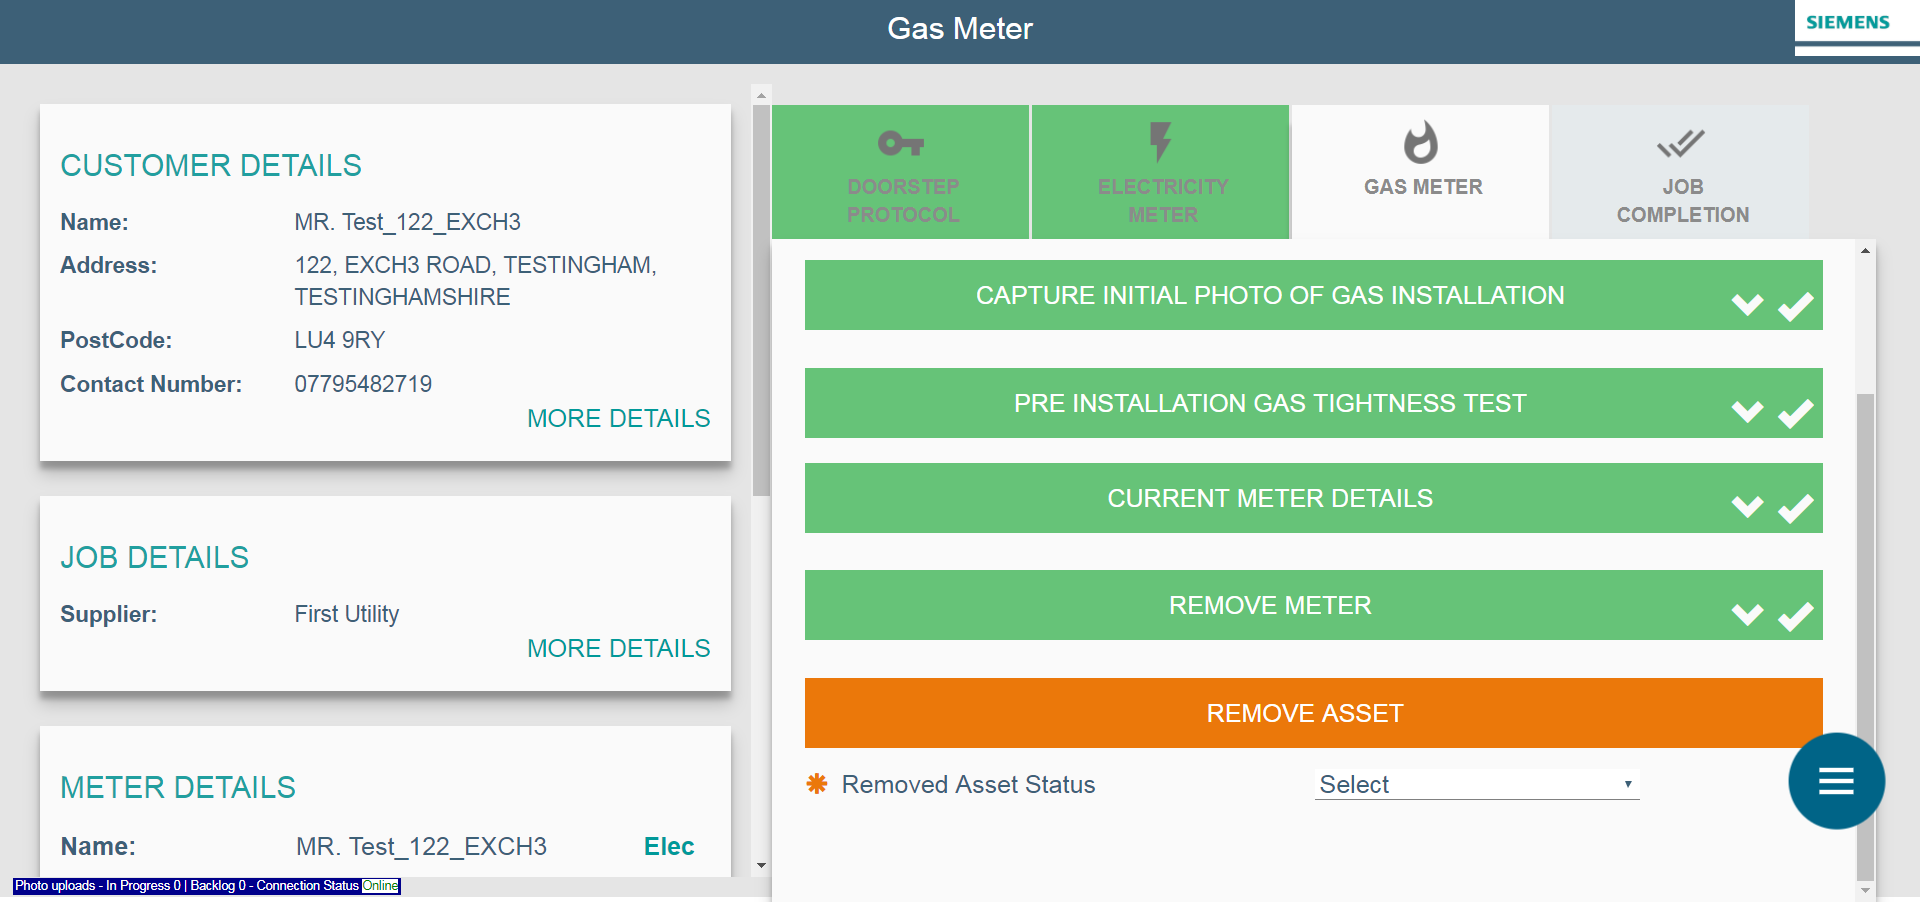 Gas Meter
SIEMENS
CUSTOMER DETAILS
Name: MR. Test_122_EXCH3
Address: 122, EXCH3 ROAD, TESTINGHAM,
TESTINGHAMSHIRE
PostCode: LU4 9RY
Contact Number: 07795482719
MORE DETAILS
JOB DETAILS
Supplier: First Utility
MORE DETAILS
METER DETAILS
Name: MR. Test_122_EXCH3 Elec
Photo uploads - In Progress 0 | Backlog 0 - Connection Status Online
DOORSTEP
PROTOCOL
ELECTRICITY
METER
GAS METER
JOB
COMPLETION
CAPTURE INITIAL PHOTO OF GAS INSTALLATION
PRE INSTALLATION GAS TIGHTNESS TEST
CURRENT METER DETAILS
REMOVE METER
REMOVE ASSET
✱ Removed Asset Status Select